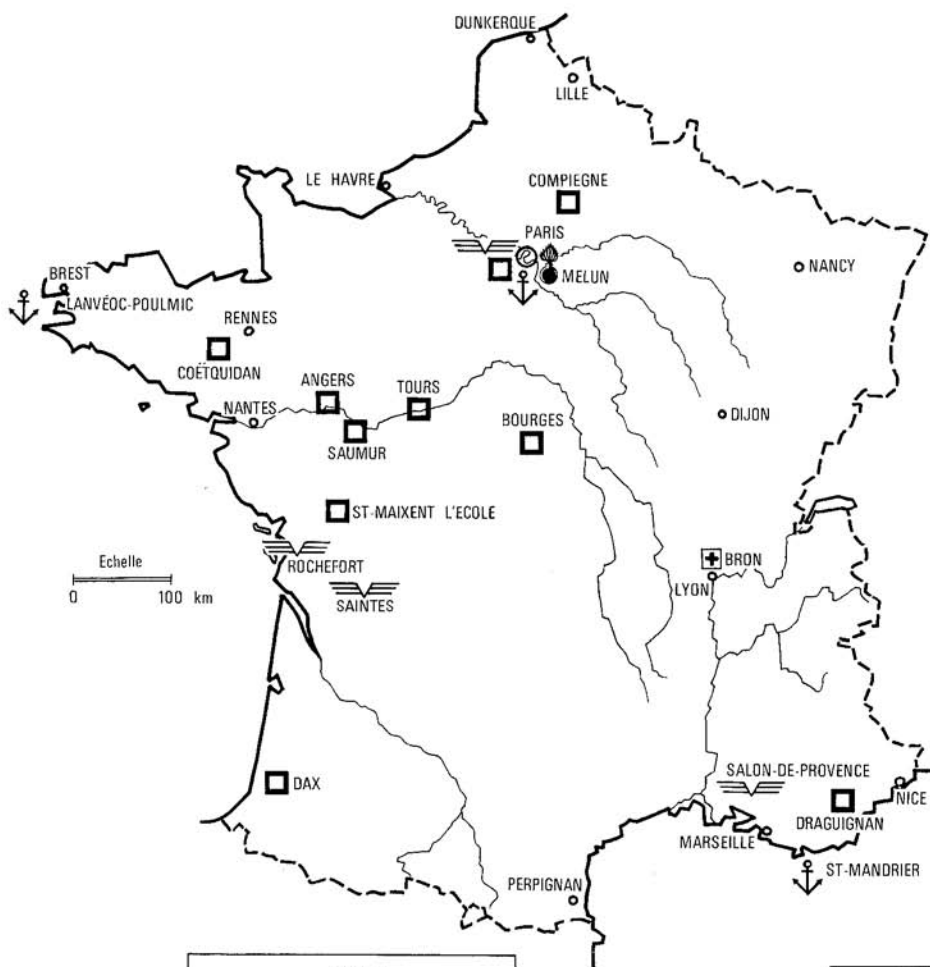 DUNKERQUE
LILLE
LE HAVRE
COMPIEGNE
PARIS
MELUN
NANCY
BREST
LANVÉOC-POULMIC
RENNES
COËTQUIDAN
ANGERS
TOURS
NANTES
SAUMUR
BOURGES
DIJON
ST-MAIXENT L'ECOLE
ROCHEFORT
Echelle
0 100 km
SAINTES
BRON
LYON
DAX
SALON-DE-PROVENCE
NICE
DRAGUIGNAN
MARSEILLE
ST-MANDRIER
PERPIGNAN